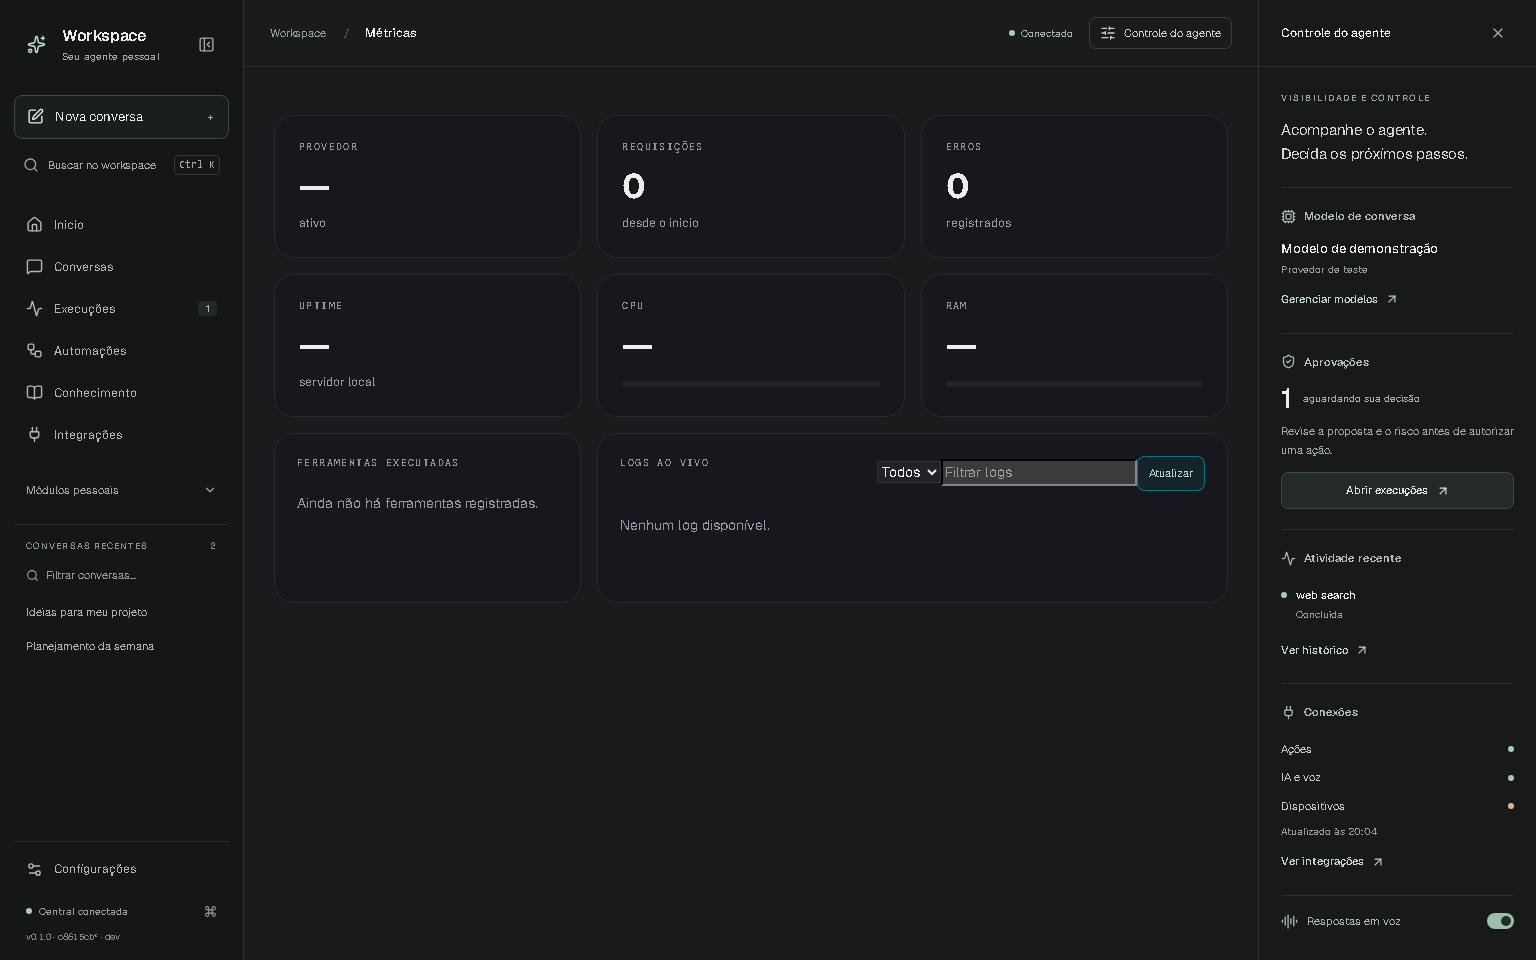 Workspace
Seu agente pessoal
Nova conversa +
Buscar no workspace Ctrl K
Início
Conversas
Execuções 1
Automações
Conhecimento
Integrações
Módulos pessoais
CONVERSAS RECENTES 2
Filtrar conversas...
Ideias para meu projeto
Planejamento da semana
Configurações
Central conectada ⌘
Workspace / Métricas
Conectado
Controle do agente
PROVEDOR
—
ativo
REQUISIÇÕES
0
desde o início
ERROS
0
registrados
UPTIME
—
servidor local
CPU
—
RAM
—
FERRAMENTAS EXECUTADAS
Ainda não há ferramentas registradas.
LOGS AO VIVO
Todos Filtrar logs Atualizar
Nenhum log disponível.
Controle do agente
VISIBILIDADE E CONTROLE
Acompanhe o agente.
Decida os próximos passos.
Modelo de conversa
Modelo de demonstração
Provedor de teste
Gerenciar modelos
Aprovações
1 aguardando sua decisão
Revise a proposta e o risco antes de autorizar
uma ação.
Abrir execuções
Atividade recente
web search
Concluída
Ver histórico
Conexões
Ações
IA e voz
Dispositivos
Atualizado às 20:04
Ver integrações
Respostas em voz